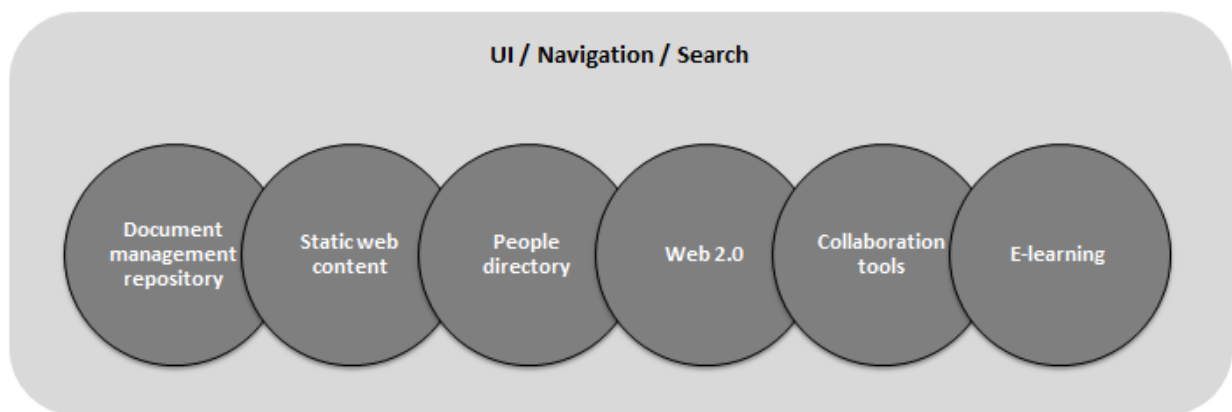 UI / Navigation / Search
Document
management
repository
Static web
content
People
directory
Web 2.0
Collaboration
tools
E-learning